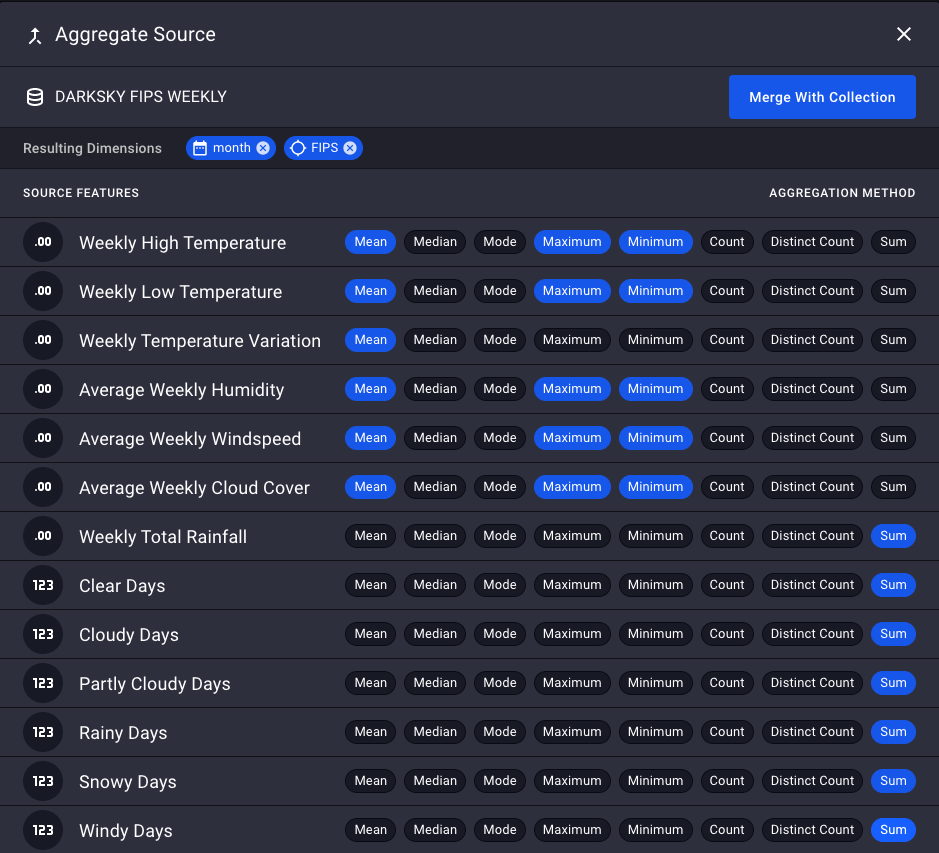 Aggregate Source
DARKSKY FIPS WEEKLY
Merge With Collection
Resulting Dimensions month FIPS
SOURCE FEATURES AGGREGATION METHOD
.00 Weekly High Temperature Mean Median Mode Maximum Minimum Count Distinct Count Sum
.00 Weekly Low Temperature Mean Median Mode Maximum Minimum Count Distinct Count Sum
.00 Weekly Temperature Variation Mean Median Mode Maximum Minimum Count Distinct Count Sum
.00 Average Weekly Humidity Mean Median Mode Maximum Minimum Count Distinct Count Sum
.00 Average Weekly Windspeed Mean Median Mode Maximum Minimum Count Distinct Count Sum
.00 Average Weekly Cloud Cover Mean Median Mode Maximum Minimum Count Distinct Count Sum
.00 Weekly Total Rainfall Mean Median Mode Maximum Minimum Count Distinct Count Sum
123 Clear Days Mean Median Mode Maximum Minimum Count Distinct Count Sum
123 Cloudy Days Mean Median Mode Maximum Minimum Count Distinct Count Sum
123 Partly Cloudy Days Mean Median Mode Maximum Minimum Count Distinct Count Sum
123 Rainy Days Mean Median Mode Maximum Minimum Count Distinct Count Sum
123 Snowy Days Mean Median Mode Maximum Minimum Count Distinct Count Sum
123 Windy Days Mean Median Mode Maximum Minimum Count Distinct Count Sum